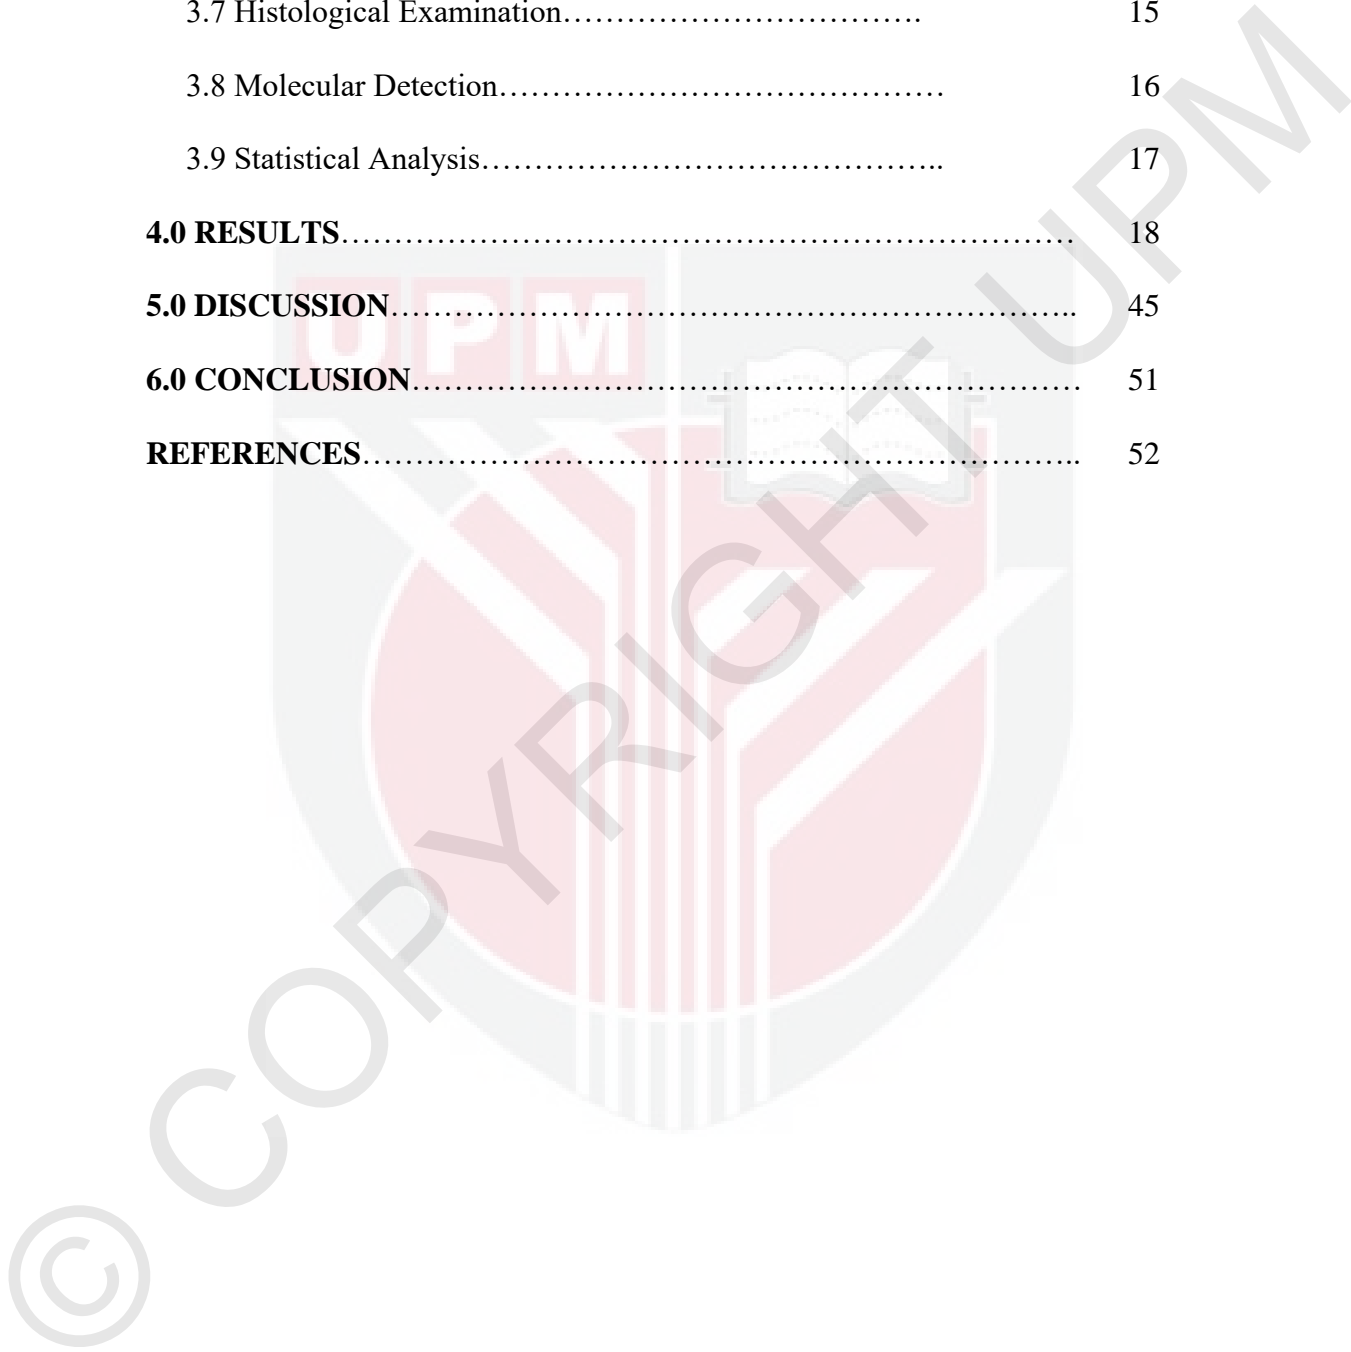 3.7 Histological Examination……………………………. 15
3.8 Molecular Detection…………………………………… 16
3.9 Statistical Analysis…………………………………….. 17
4.0 RESULTS……………………………………………………………. 18
5.0 DISCUSSION……………………………………………………….. 45
6.0 CONCLUSION……………………………………………………… 51
REFERENCES………………………………………………………….. 52
UPM
© COPYRIGHT UPM